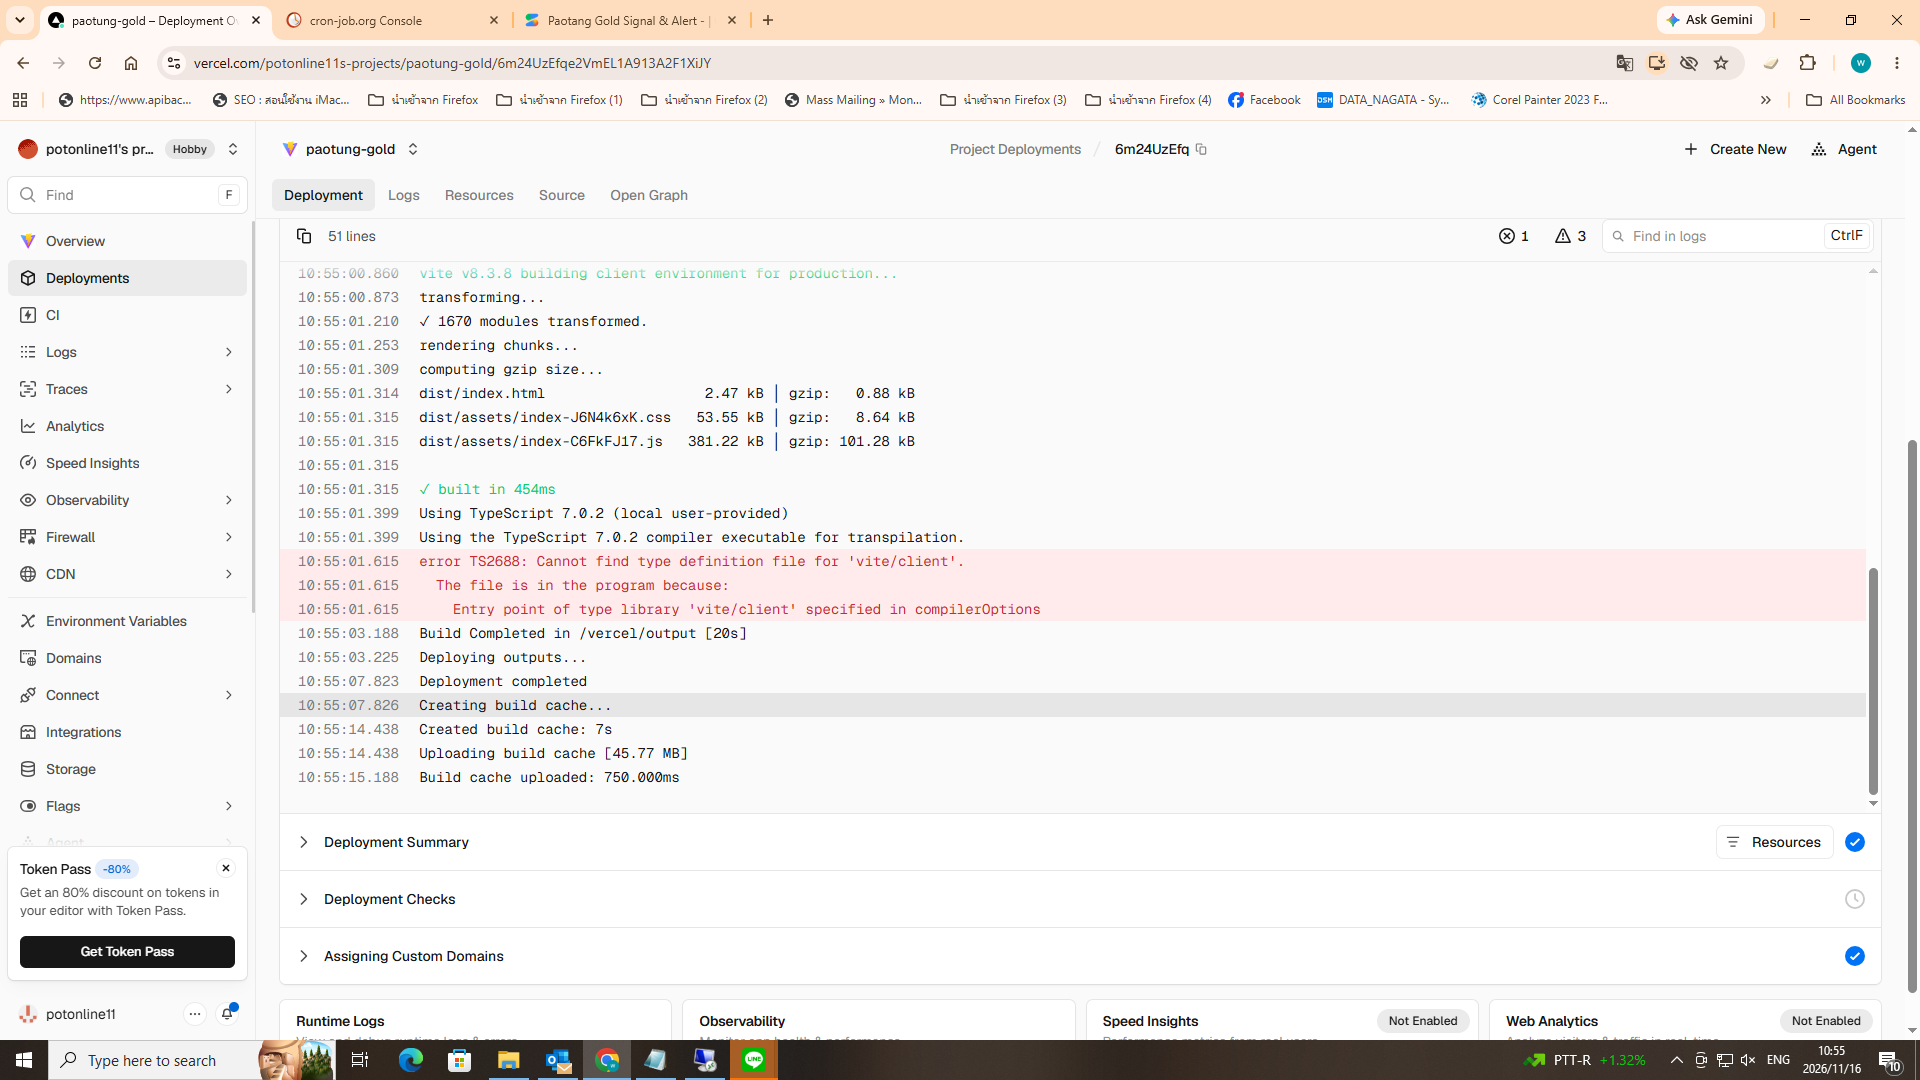 paotung-gold – Deployment O
cron-job.org Console
Paotang Gold Signal & Alert -
Ask Gemini
vercel.com/potonline11s-projects/paotung-gold/6m24UzEfqe2VmEL1A913A2F1XiJY
W
https://www.apibac...
SEO : สอนใช้งาน iMac...
นำเข้าจาก Firefox
นำเข้าจาก Firefox (1)
นำเข้าจาก Firefox (2)
Mass Mailing » Mon...
นำเข้าจาก Firefox (3)
นำเข้าจาก Firefox (4)
Facebook
DATA_NAGATA - Sy...
Corel Painter 2023 F...
All Bookmarks
potonline11's pr...
Hobby
paotung-gold
Project Deployments / 6m24UzEfq
Create New
Agent
Find
F
Deployment
Logs
Resources
Source
Open Graph
Overview
Deployments
CI
Logs
Traces
Analytics
Speed Insights
Observability
Firewall
CDN
Environment Variables
Domains
Connect
Integrations
Storage
Flags
Agent
Token Pass
-80%
Get an 80% discount on tokens in
your editor with Token Pass.
Get Token Pass
potonline11
51 lines
1
3
Find in logs
CtrlF
10:55:00.860 vite v8.3.8 building client environment for production...
10:55:00.873 transforming...
10:55:01.210 ✓ 1670 modules transformed.
10:55:01.253 rendering chunks...
10:55:01.309 computing gzip size...
10:55:01.314 dist/index.html 2.47 kB │ gzip: 0.88 kB
10:55:01.315 dist/assets/index-J6N4k6xK.css 53.55 kB │ gzip: 8.64 kB
10:55:01.315 dist/assets/index-C6FkFJ17.js 381.22 kB │ gzip: 101.28 kB
10:55:01.315
10:55:01.315 ✓ built in 454ms
10:55:01.399 Using TypeScript 7.0.2 (local user-provided)
10:55:01.399 Using the TypeScript 7.0.2 compiler executable for transpilation.
10:55:01.615 error TS2688: Cannot find type definition file for 'vite/client'.
10:55:01.615 The file is in the program because:
10:55:01.615 Entry point of type library 'vite/client' specified in compilerOptions
10:55:03.188 Build Completed in /vercel/output [20s]
10:55:03.225 Deploying outputs...
10:55:07.823 Deployment completed
10:55:07.826 Creating build cache...
10:55:14.438 Created build cache: 7s
10:55:14.438 Uploading build cache [45.77 MB]
10:55:15.188 Build cache uploaded: 750.000ms
Deployment Summary
Resources
Deployment Checks
Assigning Custom Domains
Runtime Logs
Observability
Speed Insights
Not Enabled
Web Analytics
Not Enabled
Type here to search
LINE
PTT-R +1.32%
ENG
10:55
2026/11/16
10